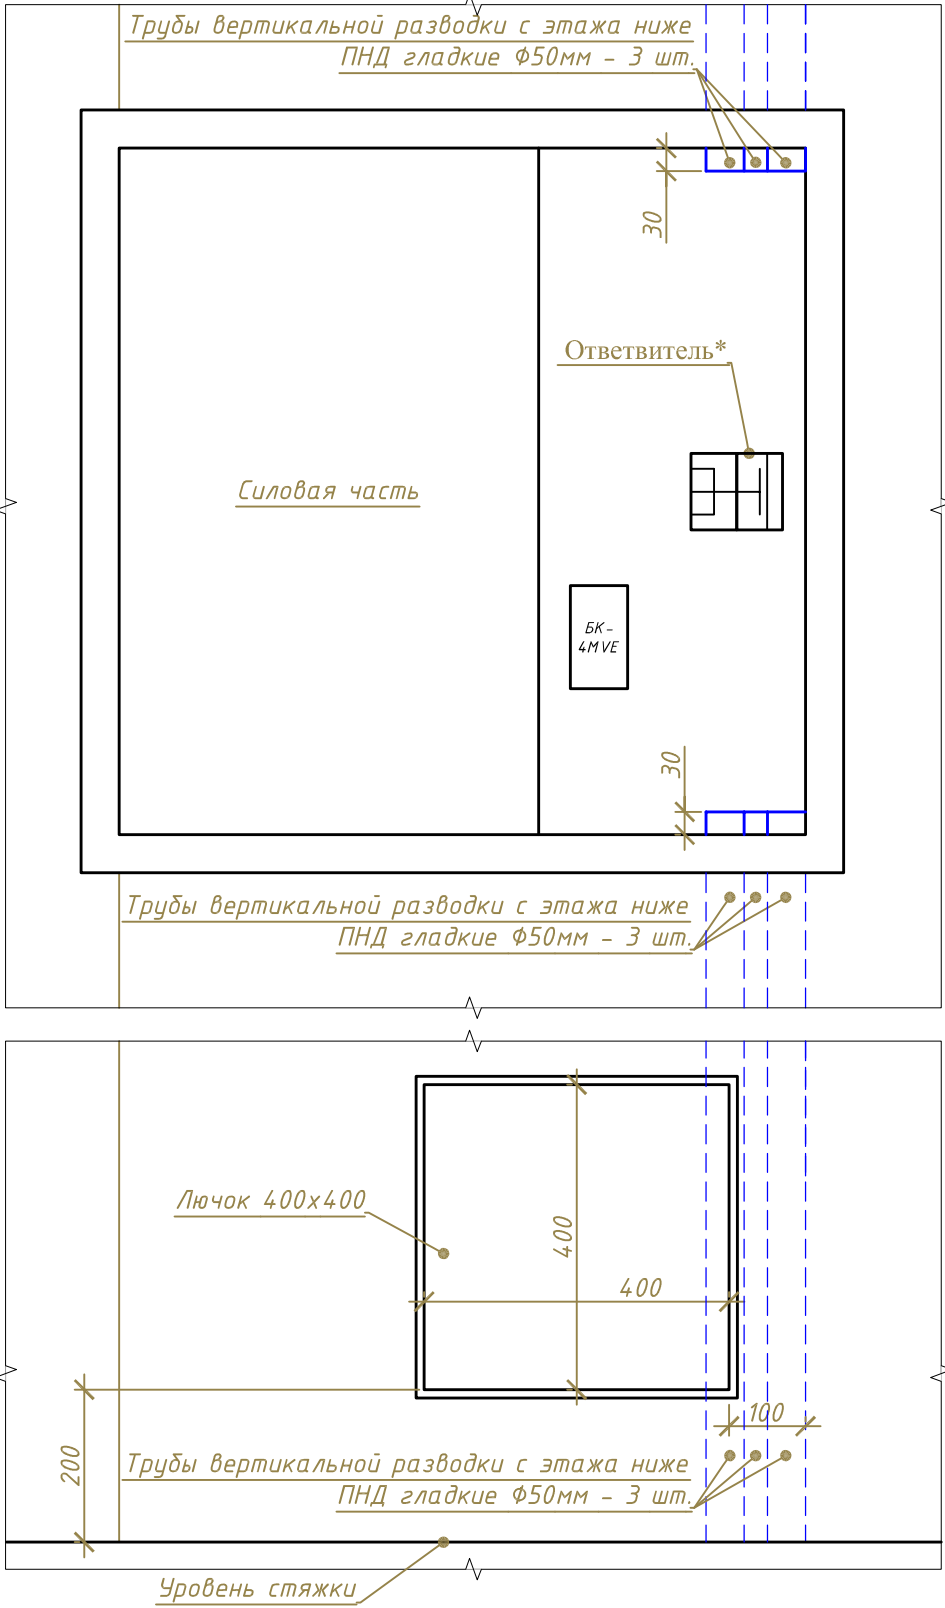 Трубы вертикальной разводки с этажа ниже
ПНД гладкие Ф50мм - 3 шт.
30
Ответвитель*
Силовая часть
БК-
4MVE
30
Трубы вертикальной разводки с этажа ниже
ПНД гладкие Ф50мм - 3 шт.
Лючок 400х400
400
400
100
200
Трубы вертикальной разводки с этажа ниже
ПНД гладкие Ф50мм - 3 шт.
Уровень стяжки